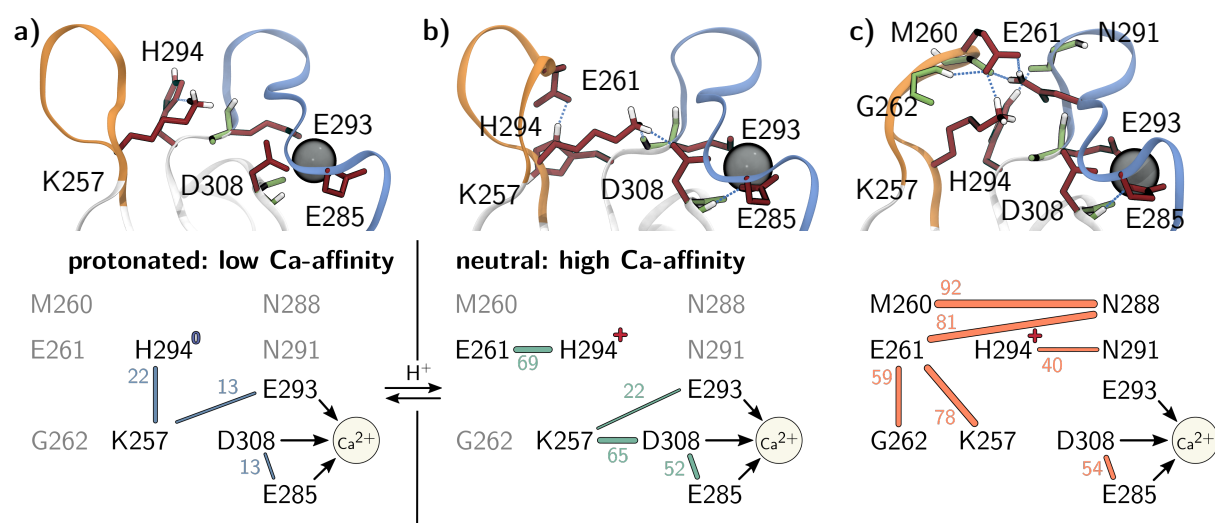 a)
H294
E293
K257
D308
E285
b)
E261
H294
E293
K257
D308
E285
c)
M260
E261
N291
G262
E293
K257
H294
D308
E285
protonated: low Ca-affinity
neutral: high Ca-affinity
M260
N288
E261
H294⁰
N291
22
13
E293
G262
K257
D308
Ca²⁺
13
E285
H⁺
M260
N288
E261
H294⁺
N291
69
22
E293
G262
K257
D308
Ca²⁺
65
52
E285
92
M260
N288
81
E261
H294⁺
N291
59
40
E293
78
G262
K257
D308
Ca²⁺
54
E285